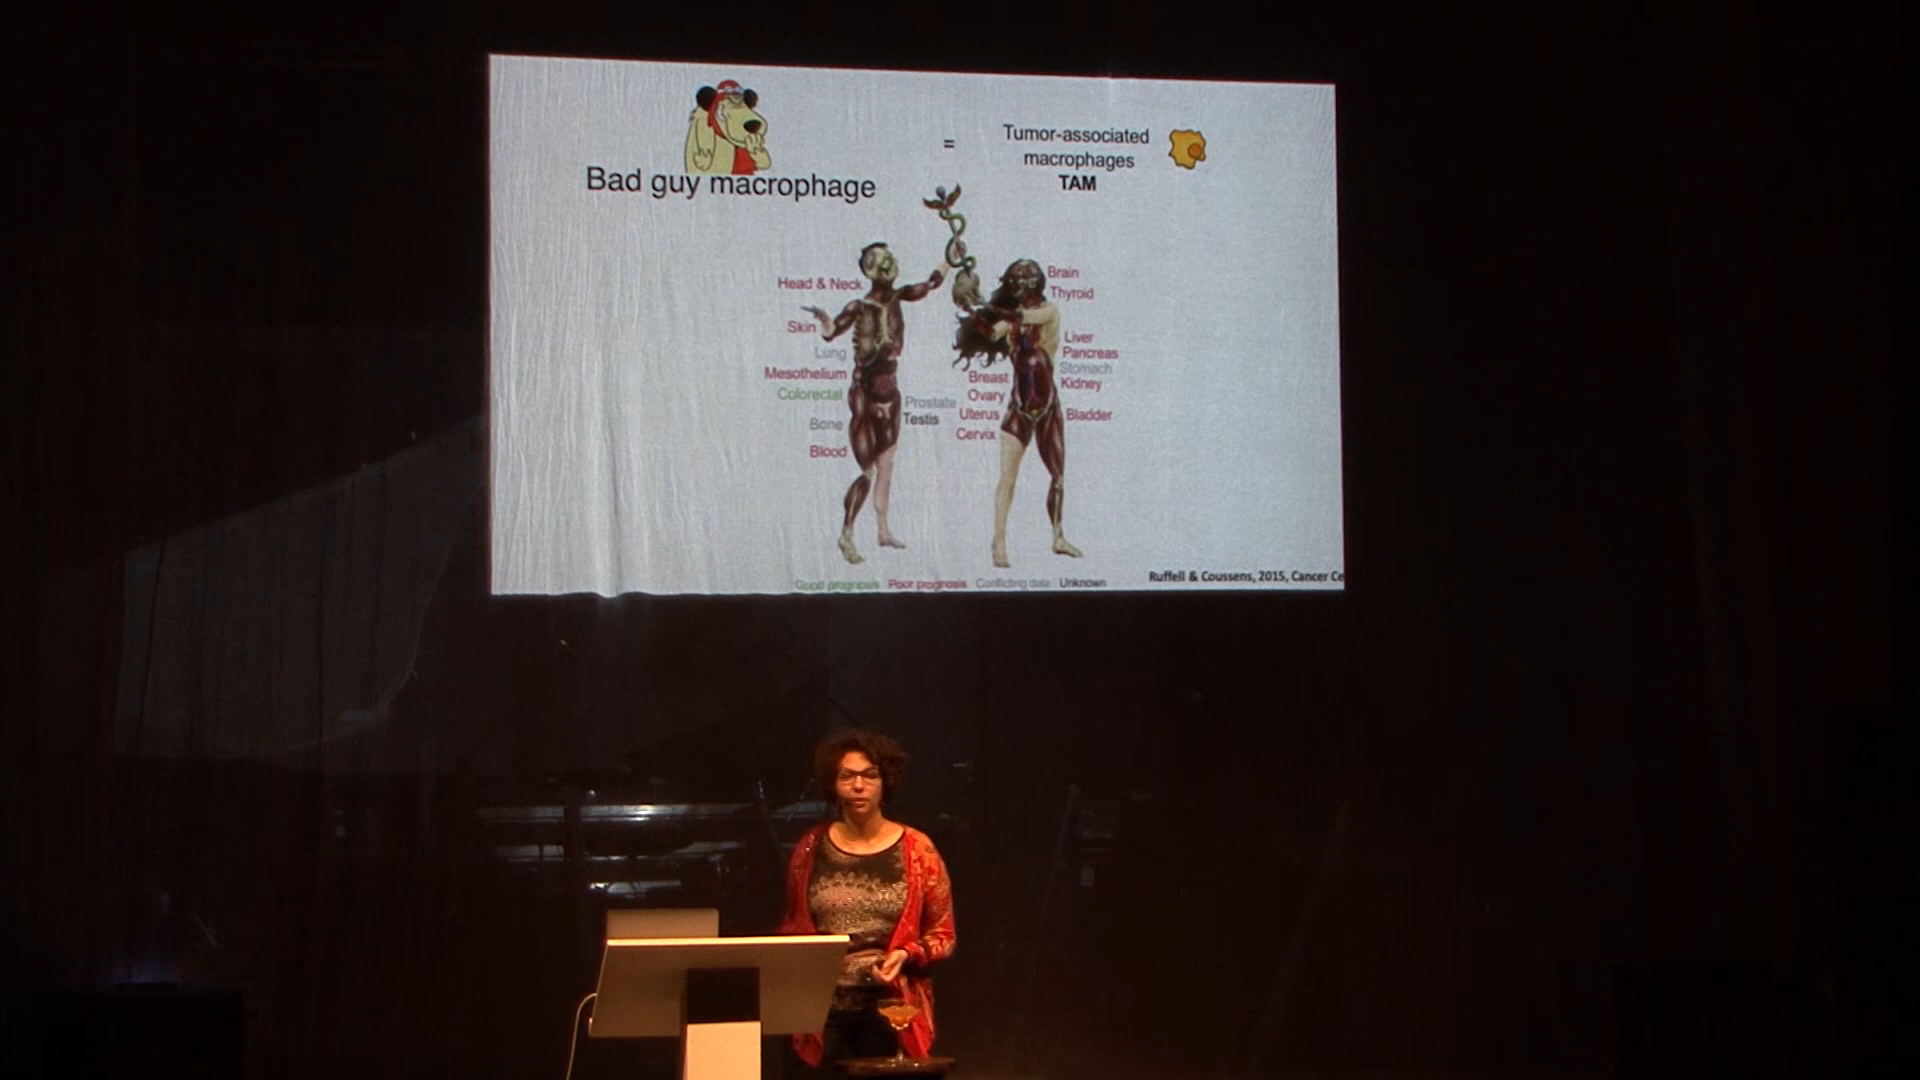 Bad guy macrophage
=
Tumor-associated
macrophages
TAM
Head & Neck
Skin
Lung
Mesothelium
Colorectal
Bone
Blood
Prostate
Testis
Brain
Thyroid
Liver
Pancreas
Stomach
Kidney
Bladder
Breast
Ovary
Uterus
Cervix
Good prognosis Poor prognosis Conflicting data Unknown
Ruffell & Coussens, 2015, Cancer Ce